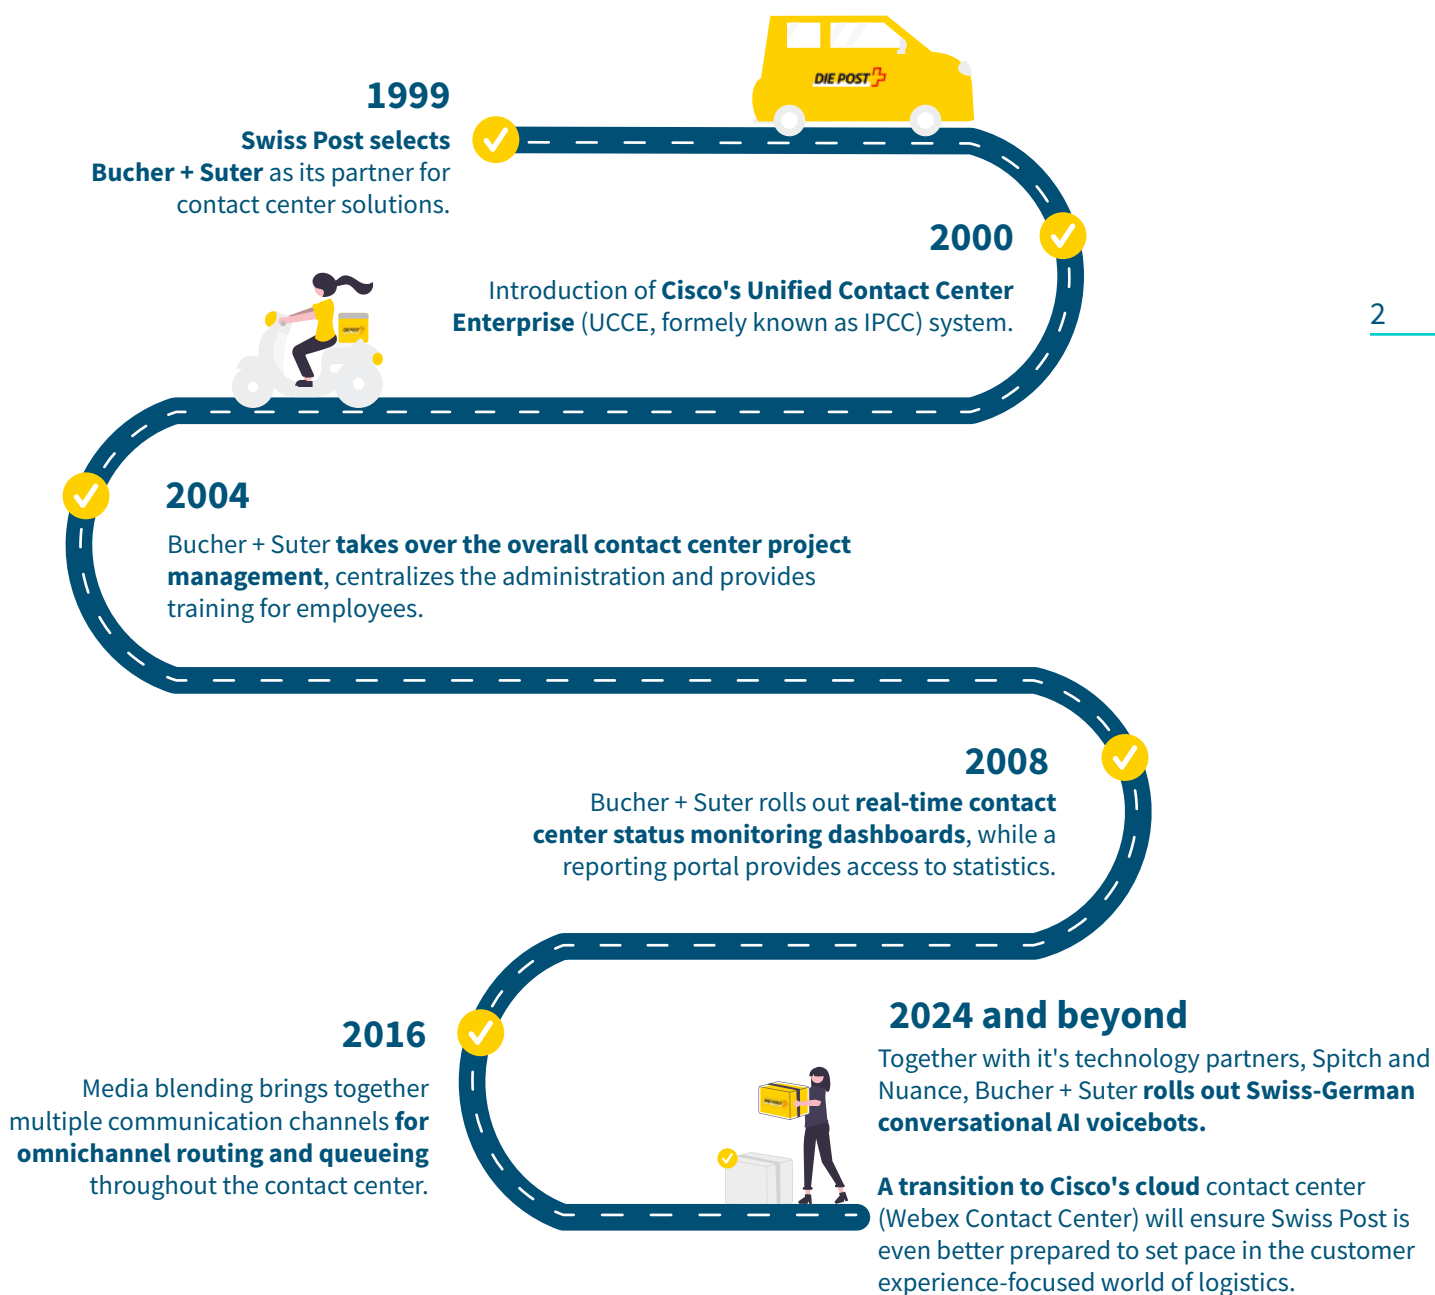 DIE POST
1999
Swiss Post selects
Bucher + Suter as its partner for
contact center solutions.
2000
Introduction of Cisco's Unified Contact Center
Enterprise (UCCE, formely known as IPCC) system.
2
2004
Bucher + Suter takes over the overall contact center project
management, centralizes the administration and provides
training for employees.
2008
Bucher + Suter rolls out real-time contact
center status monitoring dashboards, while a
reporting portal provides access to statistics.
2016
Media blending brings together
multiple communication channels for
omnichannel routing and queueing
throughout the contact center.
2024 and beyond
Together with it's technology partners, Spitch and
Nuance, Bucher + Suter rolls out Swiss-German
conversational AI voicebots.
A transition to Cisco's cloud contact center
(Webex Contact Center) will ensure Swiss Post is
even better prepared to set pace in the customer
experience-focused world of logistics.